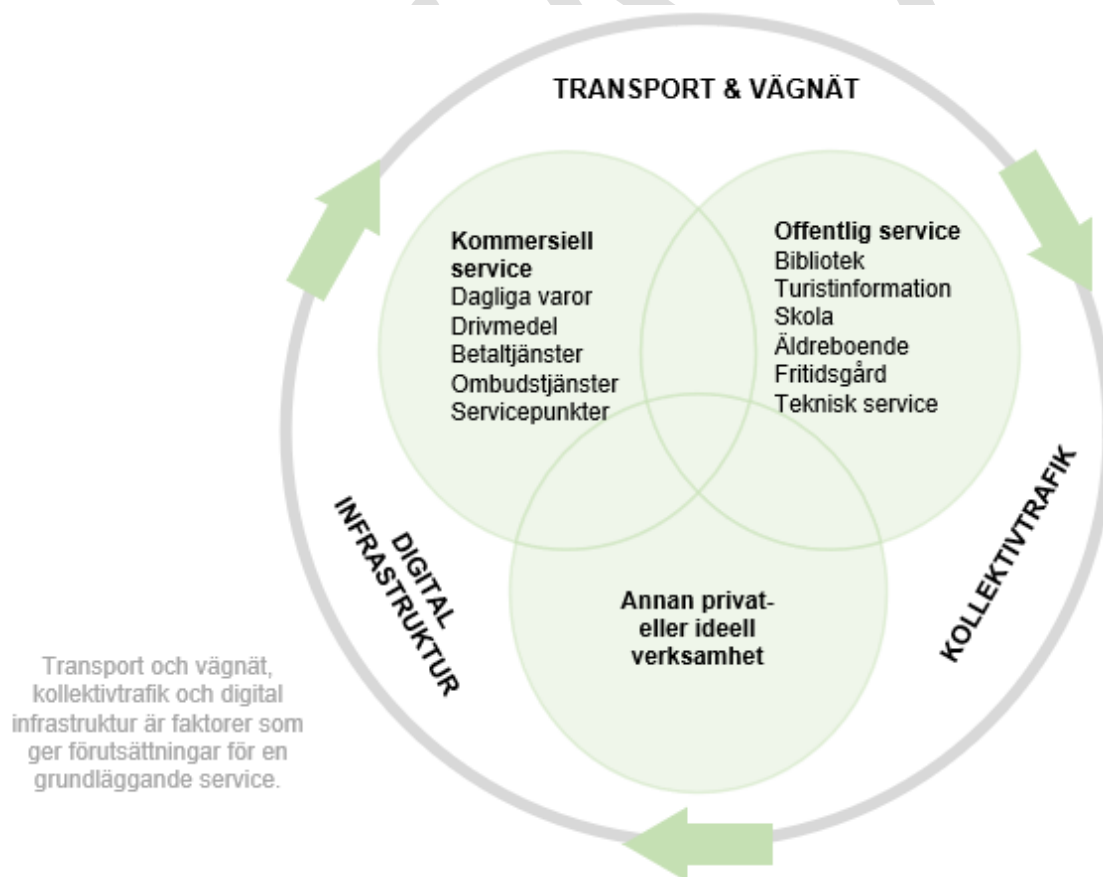 TRANSPORT & VÄGNÄT
Kommersiell
service
Dagliga varor
Drivmedel
Betaltjänster
Ombudstjänster
Servicepunkter
Offentlig service
Bibliotek
Turistinformation
Skola
Äldreboende
Fritidsgård
Teknisk service
KOLLEKTIVTRAFIK
DIGITAL
INFRASTRUKTUR
Annan privat-
eller ideell
verksamhet
Transport och vägnät,
kollektivtrafik och digital
infrastruktur är faktorer som
ger förutsättningar för en
grundläggande service.